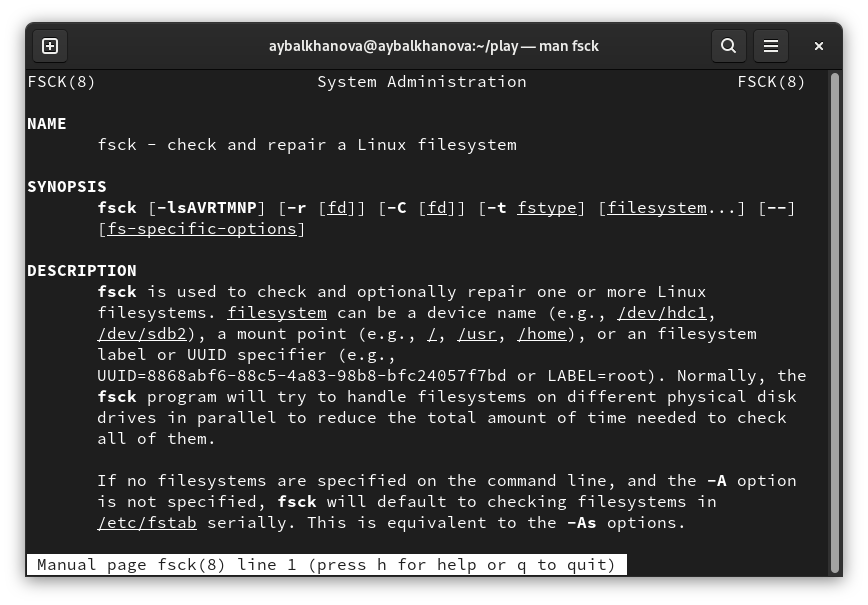 aybalkhanova@aybalkhanova:~/play — man fsck
FSCK(8) System Administration FSCK(8)
NAME
fsck - check and repair a Linux filesystem
SYNOPSIS
fsck [-lsAVRTMNP] [-r [fd]] [-C [fd]] [-t fstype] [filesystem...] [--]
[fs-specific-options]
DESCRIPTION
fsck is used to check and optionally repair one or more Linux
filesystems. filesystem can be a device name (e.g., /dev/hdc1,
/dev/sdb2), a mount point (e.g., /, /usr, /home), or an filesystem
label or UUID specifier (e.g.,
UUID=8868abf6-88c5-4a83-98b8-bfc24057f7bd or LABEL=root). Normally, the
fsck program will try to handle filesystems on different physical disk
drives in parallel to reduce the total amount of time needed to check
all of them.
If no filesystems are specified on the command line, and the -A option
is not specified, fsck will default to checking filesystems in
/etc/fstab serially. This is equivalent to the -As options.
Manual page fsck(8) line 1 (press h for help or q to quit)